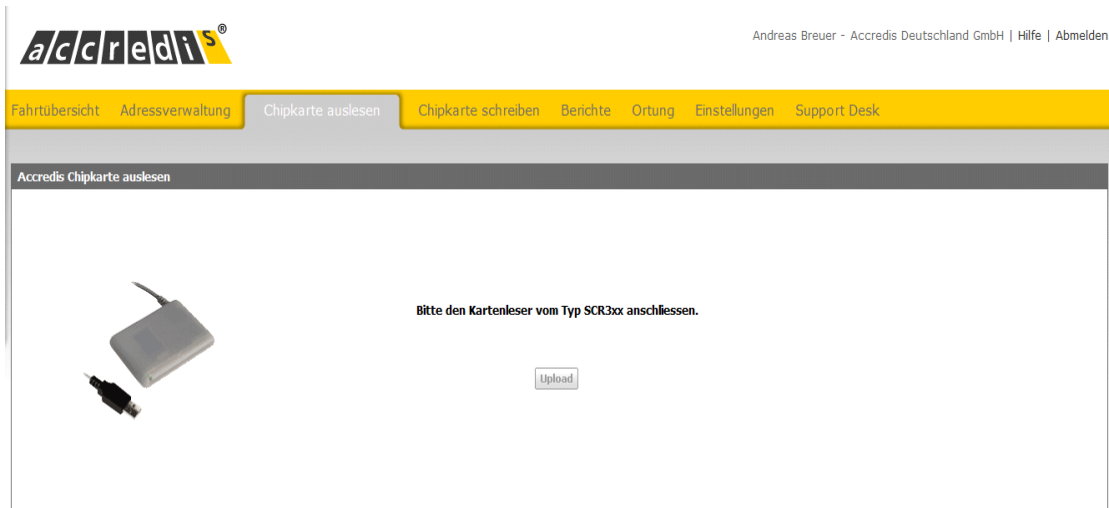 accredis®
Andreas Breuer - Accredis Deutschland GmbH | Hilfe | Abmelden
Fahrtübersicht Adressverwaltung Chipkarte auslesen Chipkarte schreiben Berichte Ortung Einstellungen Support Desk
Accredis Chipkarte auslesen
Bitte den Kartenleser vom Typ SCR3xx anschliessen.
Upload